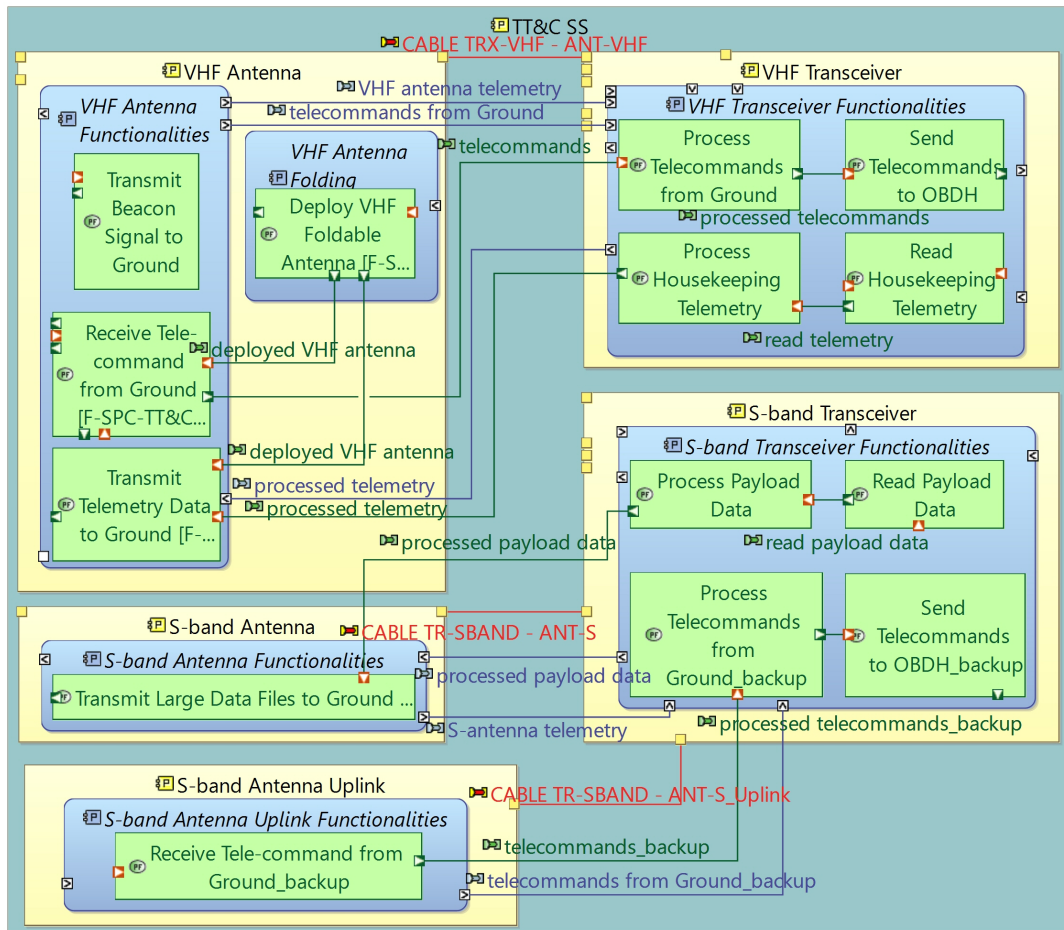 TT&C SS
CABLE TRX-VHF - ANT-VHF
VHF Antenna
VHF Antenna
Functionalities
VHF antenna telemetry
telecommands from Ground
telecommands
Transmit
Beacon
Signal to
Ground
VHF Antenna
Folding
Deploy VHF
Foldable
Antenna [F-S...
Receive Tele-
command
from Ground
[F-SPC-TT&C...
deployed VHF antenna
deployed VHF antenna
Transmit
Telemetry Data
to Ground [F-...
processed telemetry
processed telemetry
VHF Transceiver
VHF Transceiver Functionalities
Process
Telecommands
from Ground
Send
Telecommands
to OBDH
processed telecommands
Process
Housekeeping
Telemetry
Read
Housekeeping
Telemetry
read telemetry
S-band Transceiver
S-band Transceiver Functionalities
Process Payload
Data
Read Payload
Data
processed payload data
read payload data
Process
Telecommands
from
Ground_backup
Send
Telecommands
to OBDH_backup
processed telecommands_backup
S-band Antenna
CABLE TR-SBAND - ANT-S
S-band Antenna Functionalities
Transmit Large Data Files to Ground ...
processed payload data
S-antenna telemetry
S-band Antenna Uplink
CABLE TR-SBAND - ANT-S_Uplink
S-band Antenna Uplink Functionalities
Receive Tele-command from
Ground_backup
telecommands_backup
telecommands from Ground_backup